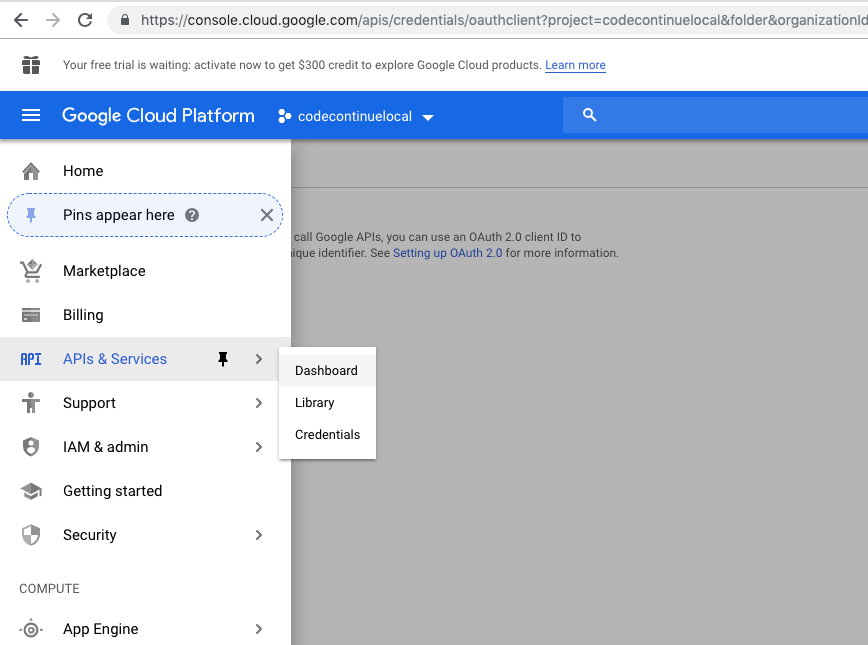 https://console.cloud.google.com/apis/credentials/oauthclient?project=codecontinuelocal&folder&organizationId
Your free trial is waiting: activate now to get $300 credit to explore Google Cloud products. Learn more
Google Cloud Platform
codecontinuelocal
Home
Pins appear here
call Google APIs, you can use an OAuth 2.0 client ID to
ique identifier. See Setting up OAuth 2.0 for more information.
Marketplace
Billing
API APIs & Services
Dashboard
Library
Credentials
Support
IAM & admin
Getting started
Security
COMPUTE
App Engine